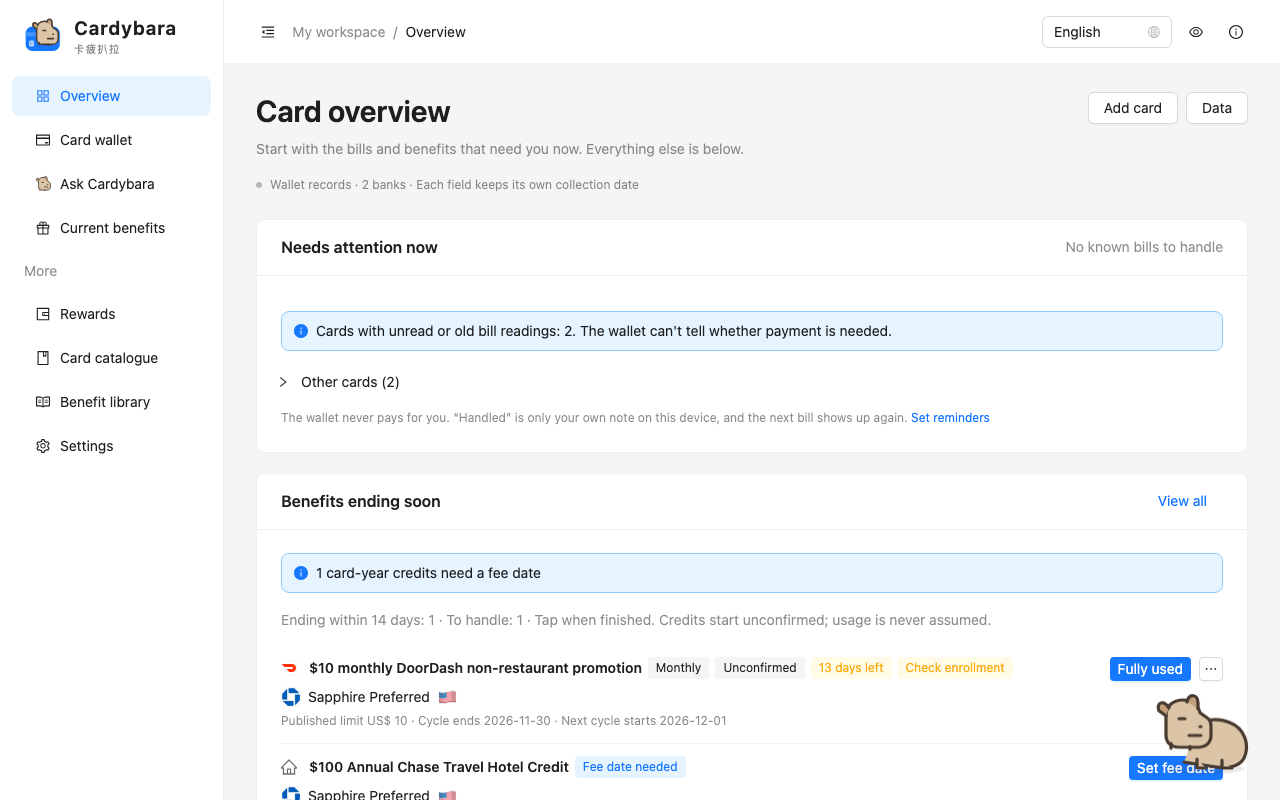 Cardybara
卡疲扒拉
Overview
Card wallet
Ask Cardybara
Current benefits
More
Rewards
Card catalogue
Benefit library
Settings
My workspace / Overview
English
Card overview
Add card
Data
Start with the bills and benefits that need you now. Everything else is below.
Wallet records · 2 banks · Each field keeps its own collection date
Needs attention now
No known bills to handle
Cards with unread or old bill readings: 2. The wallet can't tell whether payment is needed.
Other cards (2)
The wallet never pays for you. “Handled” is only your own note on this device, and the next bill shows up again. Set reminders
Benefits ending soon
View all
1 card-year credits need a fee date
Ending within 14 days: 1 · To handle: 1 · Tap when finished. Credits start unconfirmed; usage is never assumed.
$10 monthly DoorDash non-restaurant promotion Monthly Unconfirmed 13 days left Check enrollment
Fully used
Sapphire Preferred
Published limit US$ 10 · Cycle ends 2026-11-30 · Next cycle starts 2026-12-01
$100 Annual Chase Travel Hotel Credit Fee date needed
Set fee date
Sapphire Preferred